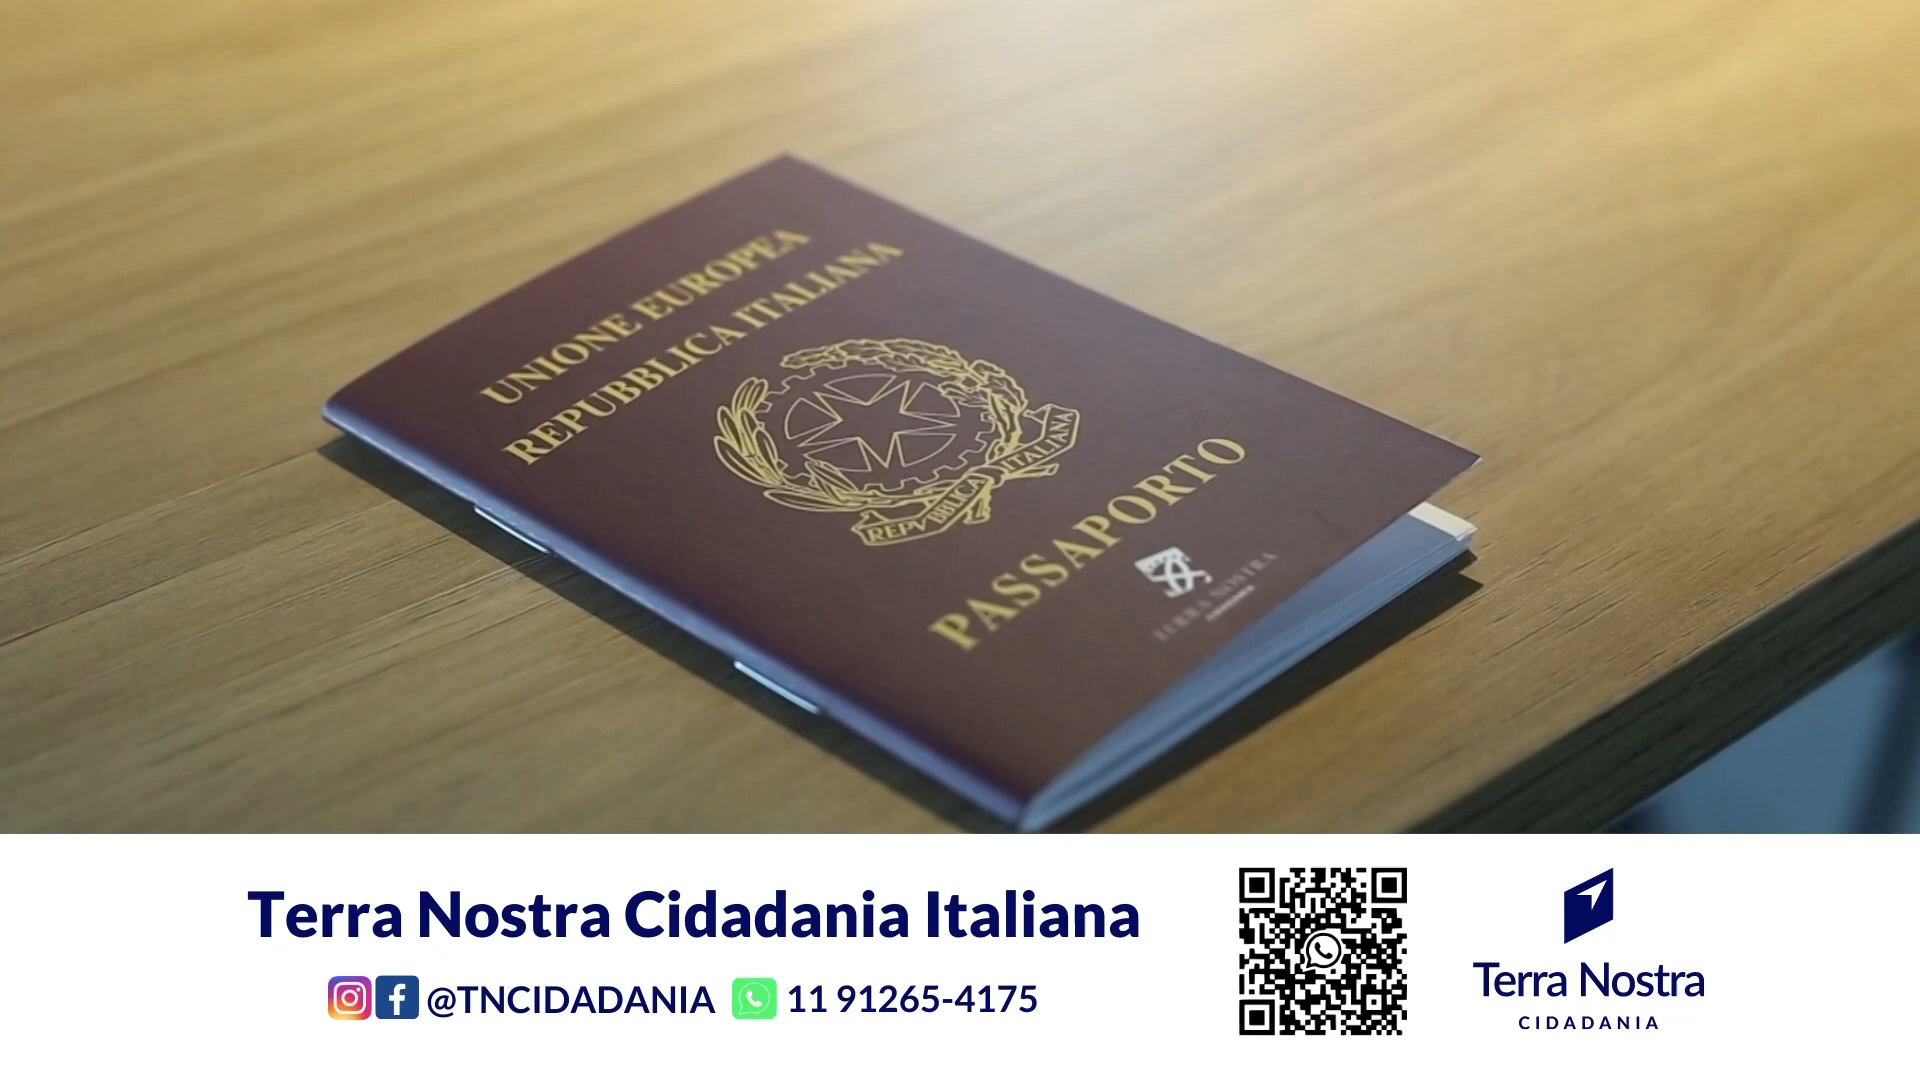 UNIONE EUROPEA
REPUBBLICA ITALIANA
REPVBBLICA ITALIANA
PASSAPORTO
TERRA NOSTRA
Terra Nostra Cidadania Italiana
@TNCIDADANIA 11 91265-4175
Terra Nostra
CIDADANIA